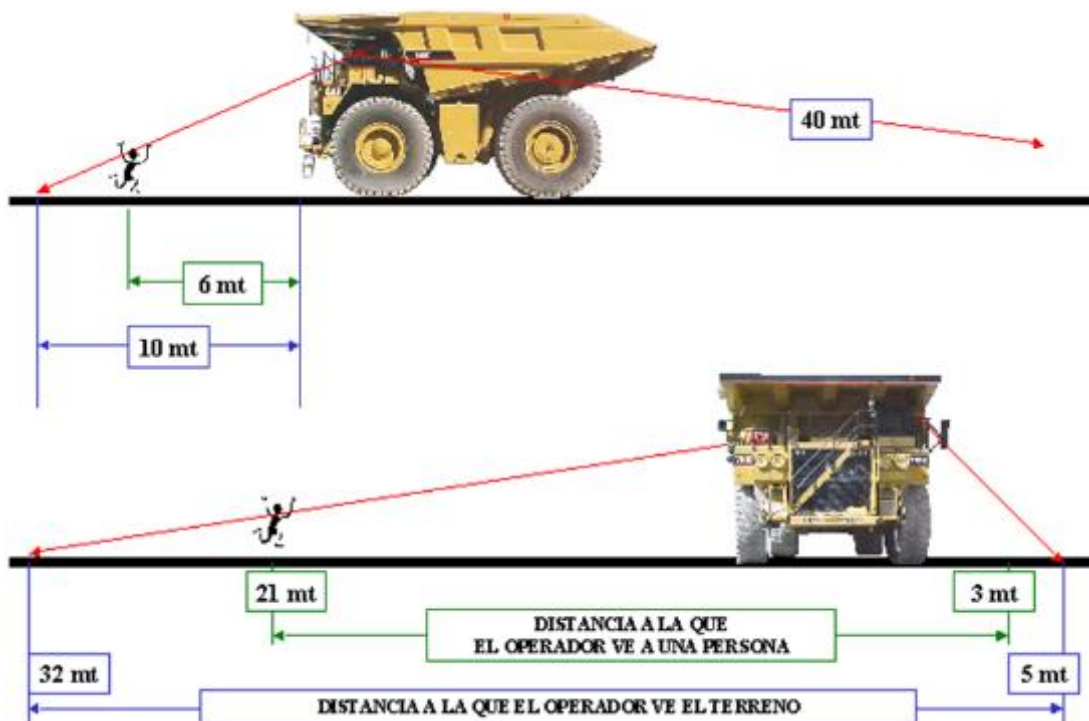 40 mt
6 mt
10 mt
21 mt
3 mt
DISTANCIA A LA QUE
EL OPERADOR VE A UNA PERSONA
32 mt
5 mt
DISTANCIA A LA QUE EL OPERADOR VE EL TERRENO